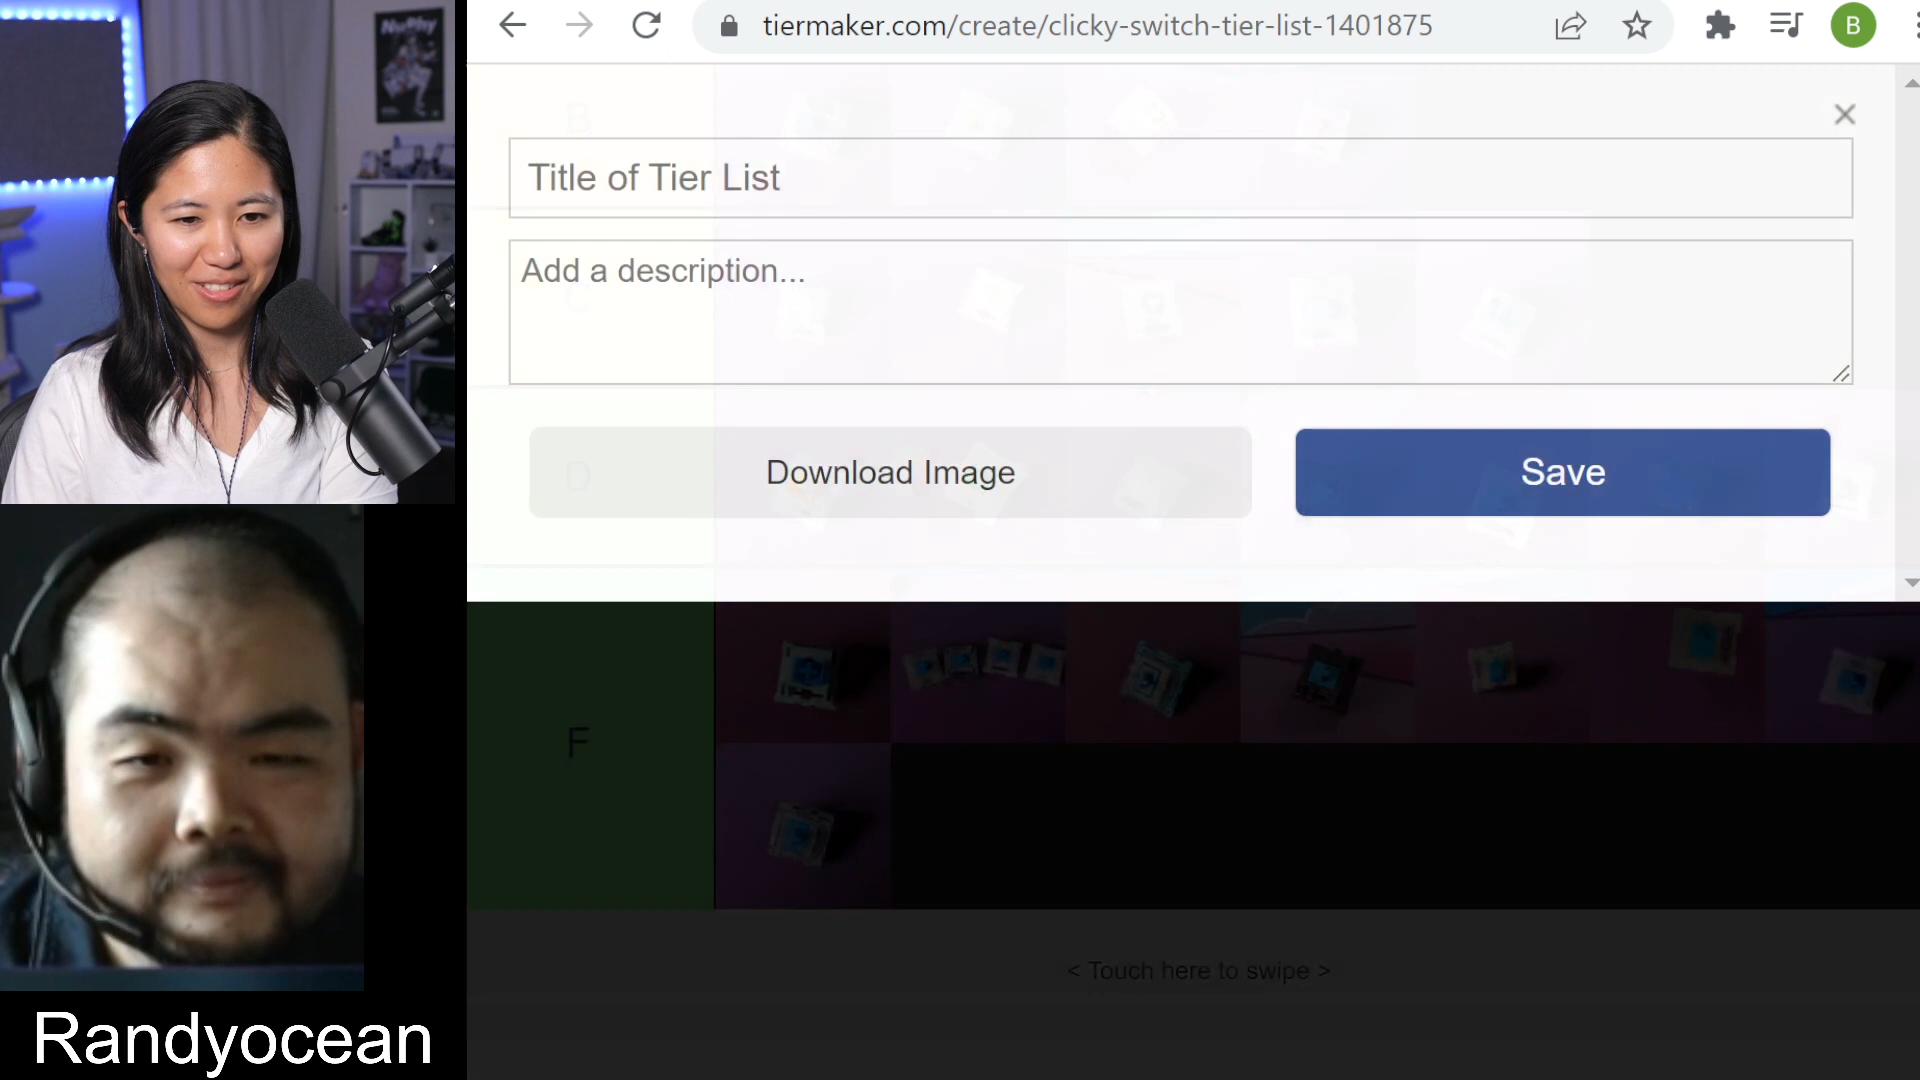 NuPhy
tiermaker.com/create/clicky-switch-tier-list-1401875
B
B
×
Title of Tier List
C
Add a description...
D
Download Image
Save
F
< Touch here to swipe >
Randyocean